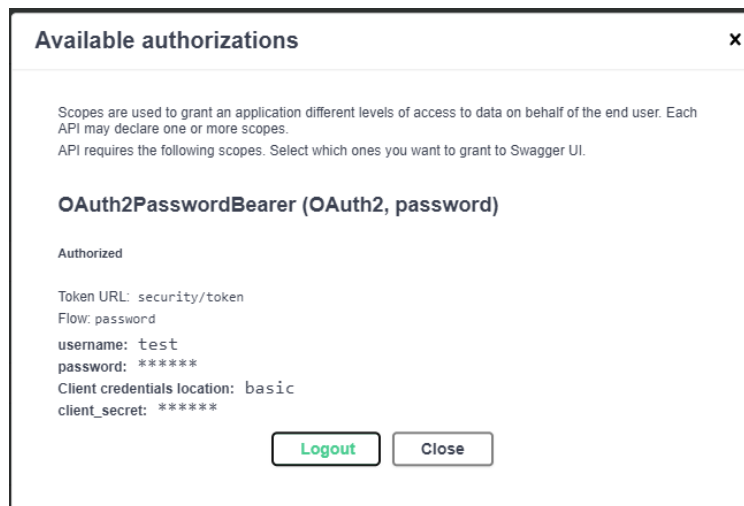 Available authorizations
Scopes are used to grant an application different levels of access to data on behalf of the end user. Each
API may declare one or more scopes.
API requires the following scopes. Select which ones you want to grant to Swagger UI.
OAuth2PasswordBearer (OAuth2, password)
Authorized
Token URL: security/token
Flow: password
username: test
password: ******
Client credentials location: basic
client_secret: ******
Logout Close